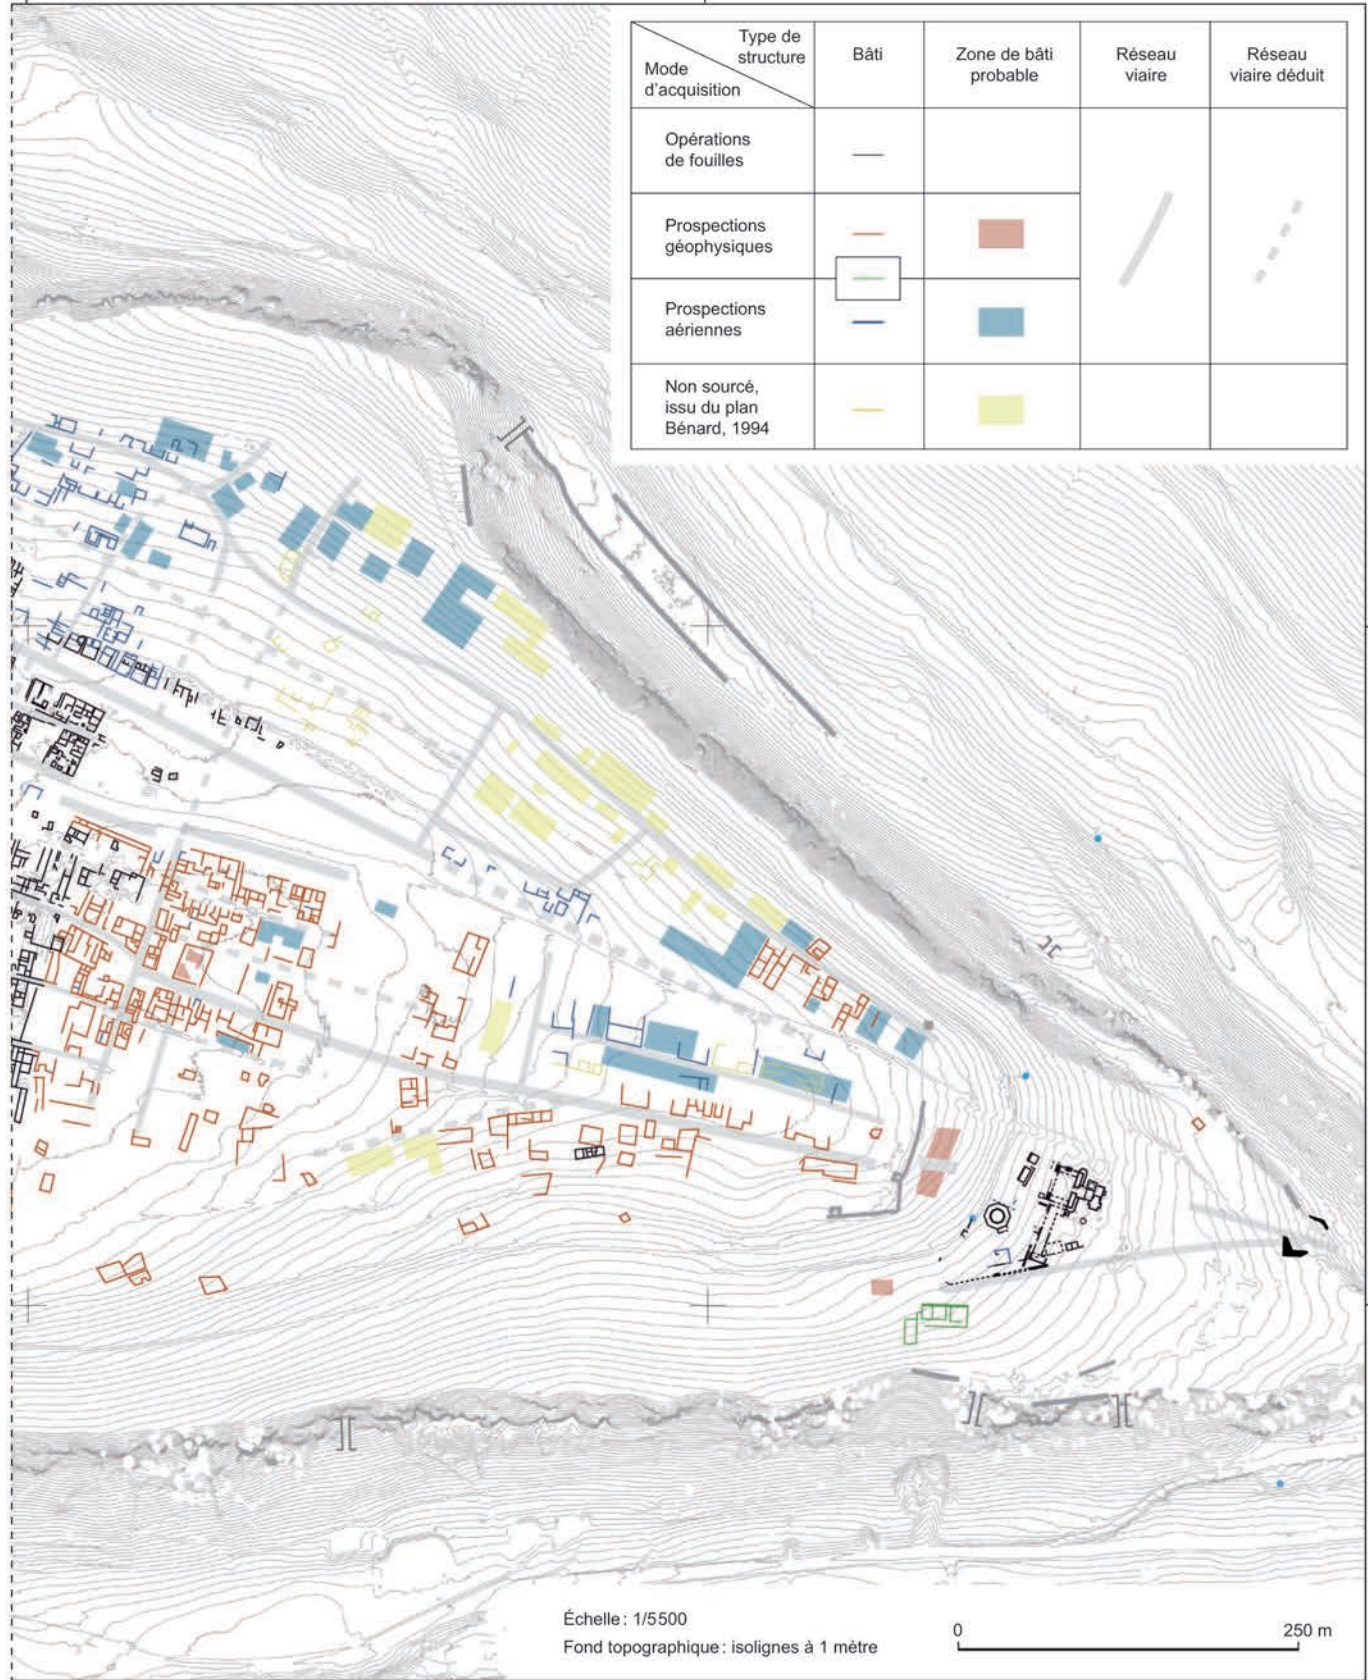 Type de
structure
Mode
d'acquisition
Bâti
Zone de bâti
probable
Réseau
viaire
Réseau
viaire déduit
Opérations
de fouilles
Prospections
géophysiques
Prospections
aériennes
Non sourcé,
issu du plan
Bénard, 1994
Échelle : 1/5500
Fond topographique : isolignes à 1 mètre
0
250 m